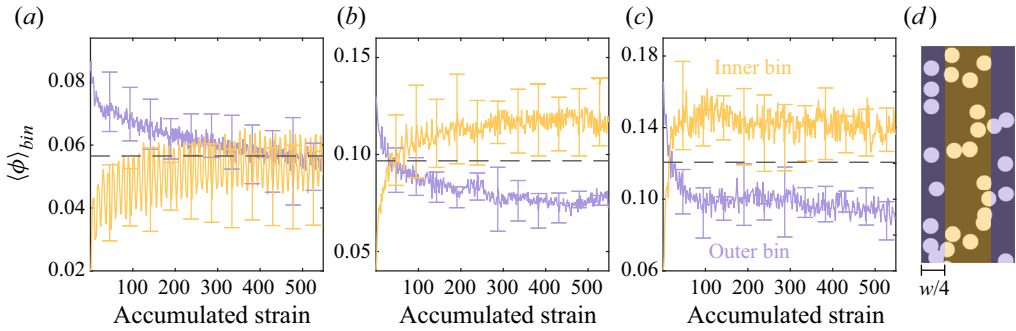 (a)
(b)
(c)
(d)
⟨ϕ⟩bin
0.08
0.06
0.04
0.02
100 200 300 400 500
Accumulated strain
0.15
0.10
0.05
100 200 300 400 500
Accumulated strain
0.18
0.14
0.10
0.06
Inner bin
Outer bin
100 200 300 400 500
Accumulated strain
w/4